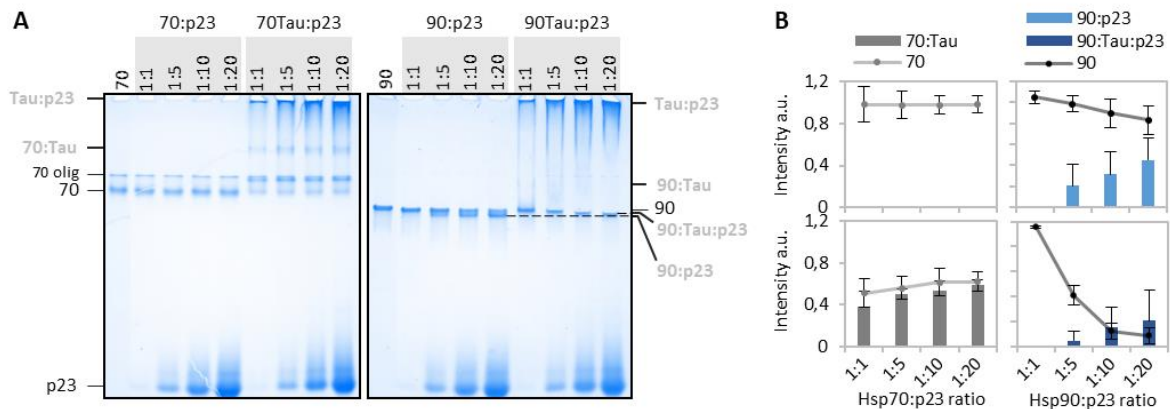 A
70:p23 70Tau:p23 90:p23 90Tau:p23
70 1:1 1:5 1:10 1:20 1:1 1:5 1:10 1:20 90 1:1 1:5 1:10 1:20 1:1 1:5 1:10 1:20
Tau:p23
70:Tau
70 olig
70
p23
Tau:p23
90:Tau
90
90:Tau:p23
90:p23
B
70:Tau
70
90:p23
90:Tau:p23
90
Intensity a.u.
1,2
0,8
0,4
0
Intensity a.u.
1,2
0,8
0,4
0
1:1 1:5 1:10 1:20
Hsp70:p23 ratio
1:1 1:5 1:10 1:20
Hsp90:p23 ratio